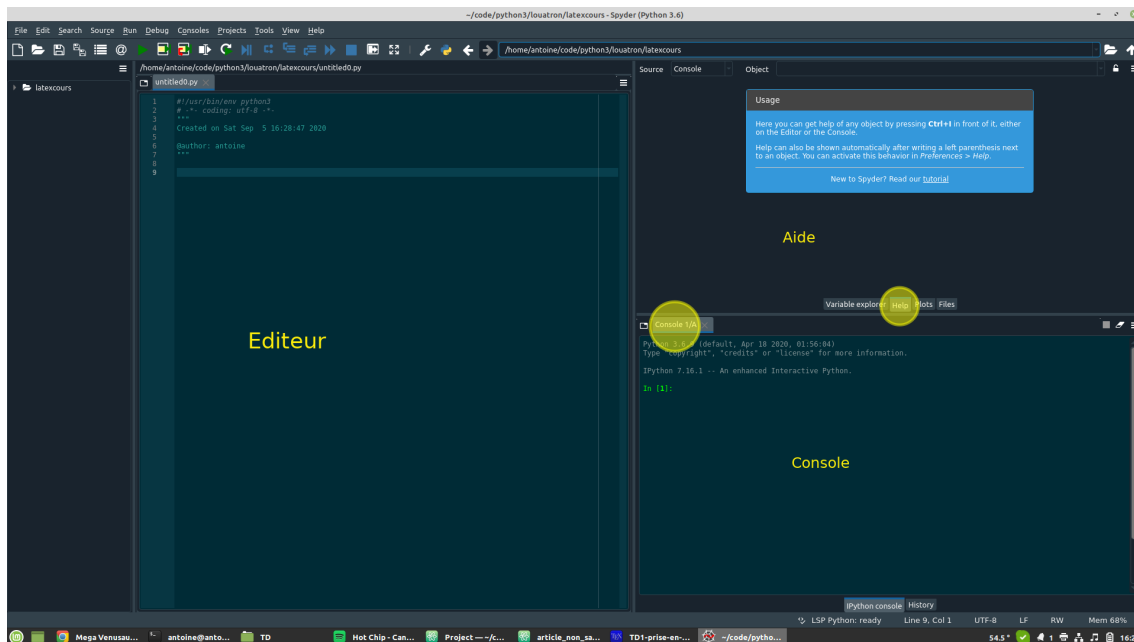 ~/code/python3/louatron/latexcours - Spyder (Python 3.6)
File Edit Search Source Run Debug Consoles Projects Tools View Help
/home/antoine/code/python3/louatron/latexcours
/home/antoine/code/python3/louatron/latexcours/untitled0.py
Source Console Object
latexcours
untitled0.py
1 #!/usr/bin/env python3
2 # -*- coding: utf-8 -*-
3 """
4 Created on Sat Sep 5 16:28:47 2020
5
6 @author: antoine
7 """
8
9
Usage
Here you can get help of any object by pressing Ctrl+I in front of it, either
on the Editor or the Console.
Help can also be shown automatically after writing a left parenthesis next
to an object. You can activate this behavior in Preferences > Help.
New to Spyder? Read our tutorial
Aide
Variable explorer Help Plots Files
Editeur
Console 1/A
Python 3.6. (default, Apr 18 2020, 01:56:04)
Type "copyright", "credits" or "license" for more information.
IPython 7.16.1 -- An enhanced Interactive Python.
In [1]:
Console
IPython console History
LSP Python: ready Line 9, Col 1 UTF-8 LF RW Mem 68%
Mega Venusau... antoine@anto... TD Hot Chip - Can... Project — ~/c... article_non_sa... TD1-prise-en-... ~/code/pytho... 54.5° 1